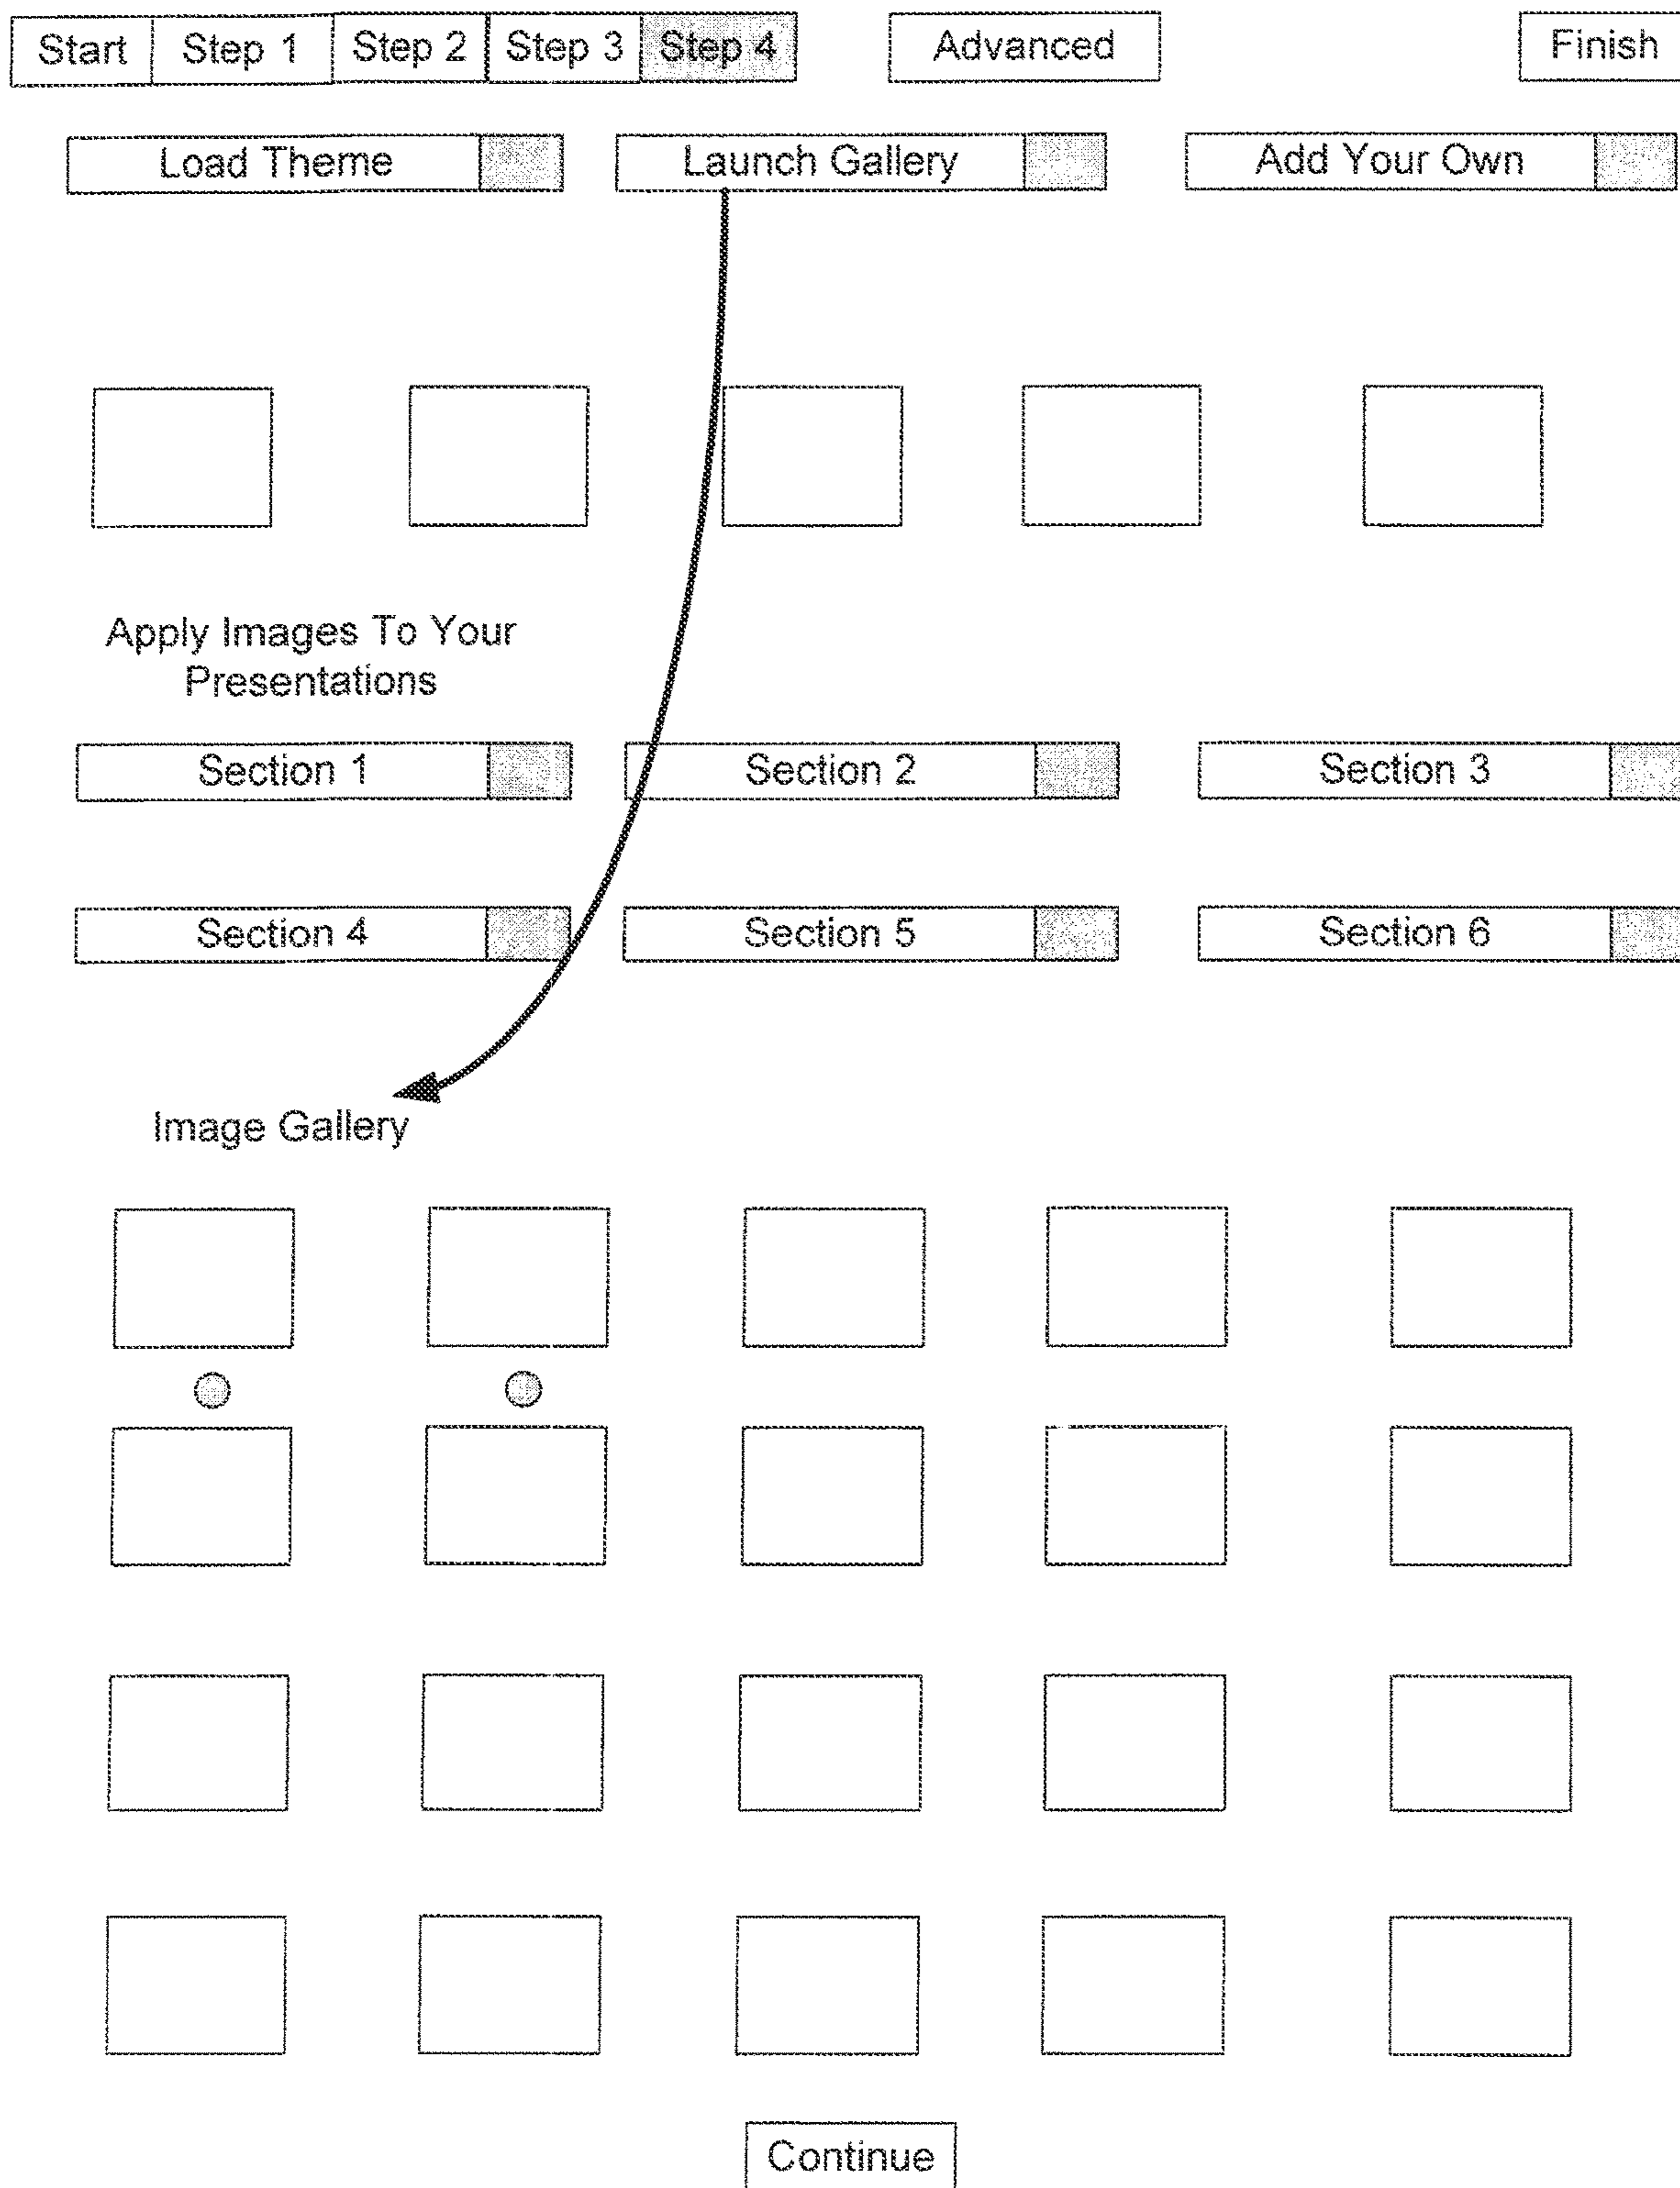 Start Step 1 Step 2 Step 3 Step 4 Advanced Finish
Load Theme Launch Gallery Add Your Own
Apply Images To Your
Presentations
Section 1 Section 2 Section 3
Section 4 Section 5 Section 6
Image Gallery
Continue